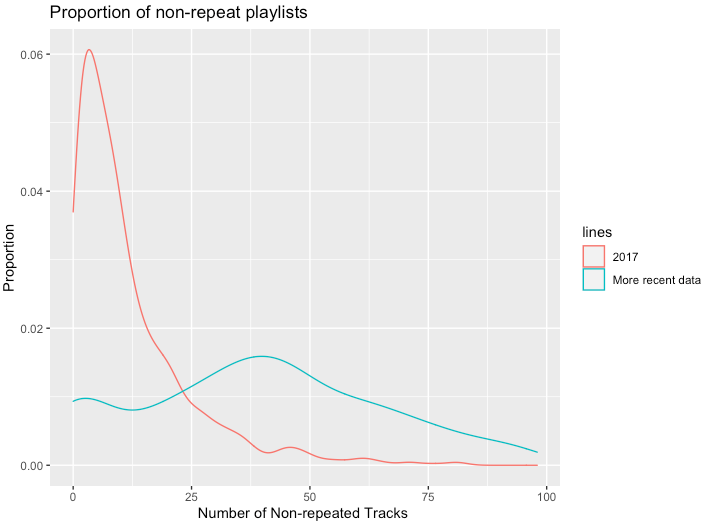 Proportion of non-repeat playlists
0.06
0.04
0.02
0.00
Proportion
0 25 50 75 100
Number of Non-repeated Tracks
lines
2017
More recent data